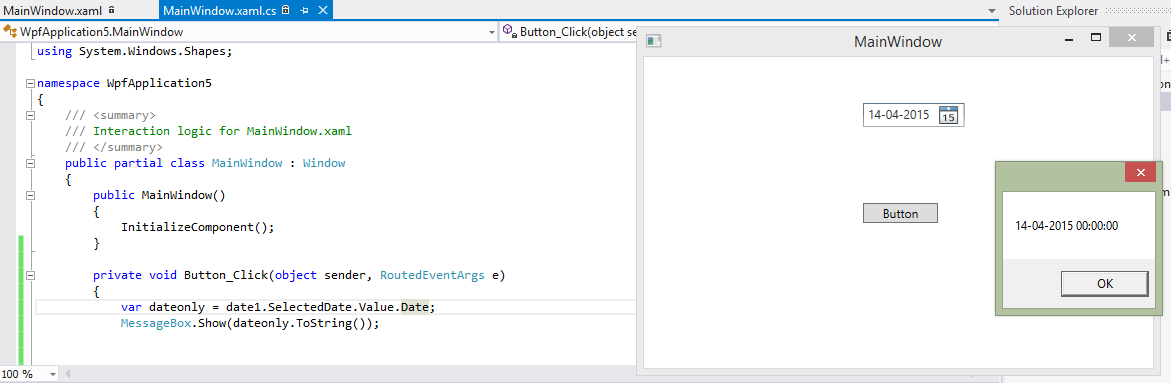 MainWindow.xaml
MainWindow.xaml.cs
Solution Explorer
WpfApplication5.MainWindow
Button_Click(object se
using System.Windows.Shapes;
namespace WpfApplication5
{
/// <summary>
/// Interaction logic for MainWindow.xaml
/// </summary>
public partial class MainWindow : Window
{
public MainWindow()
{
InitializeComponent();
}
private void Button_Click(object sender, RoutedEventArgs e)
{
var dateonly = date1.SelectedDate.Value.Date;
MessageBox.Show(dateonly.ToString());
100 %
MainWindow
14-04-2015
15
Button
14-04-2015 00:00:00
OK